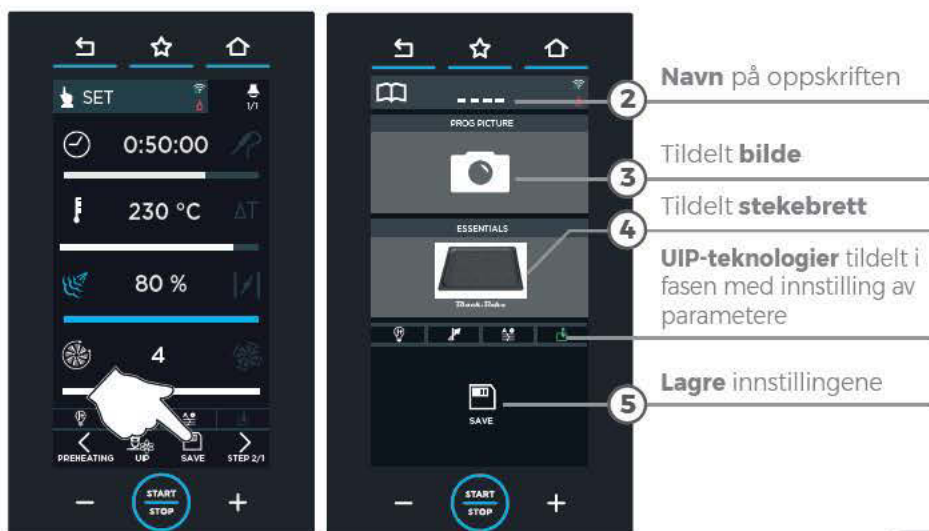 SET
1/1
0:50:00
230 °C
ΔT
80 %
4
PREHEATING
UIP
SAVE
STEP 2/1
START
STOP
PROG PICTURE
ESSENTIALS
Black.Bake
SAVE
START
STOP
2
Navn på oppskriften
3
Tildelt bilde
4
Tildelt stekebrett
UIP-teknologier tildelt i
fasen med innstilling av
parametere
5
Lagre innstillingene